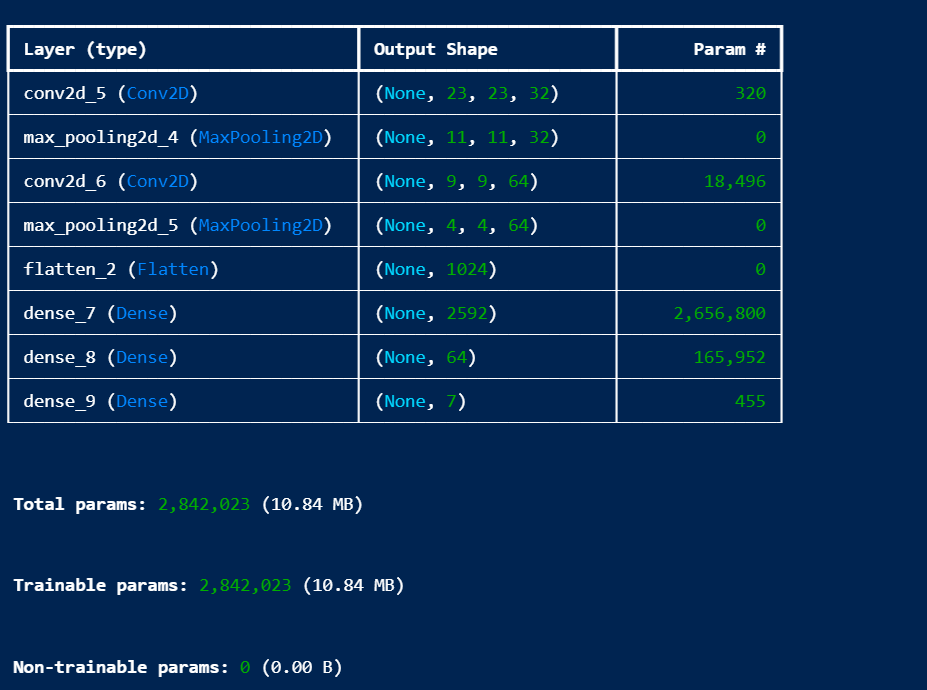 Layer (type) Output Shape Param #
conv2d_5 (Conv2D) (None, 23, 23, 32) 320
max_pooling2d_4 (MaxPooling2D) (None, 11, 11, 32) 0
conv2d_6 (Conv2D) (None, 9, 9, 64) 18,496
max_pooling2d_5 (MaxPooling2D) (None, 4, 4, 64) 0
flatten_2 (Flatten) (None, 1024) 0
dense_7 (Dense) (None, 2592) 2,656,800
dense_8 (Dense) (None, 64) 165,952
dense_9 (Dense) (None, 7) 455
Total params: 2,842,023 (10.84 MB)
Trainable params: 2,842,023 (10.84 MB)
Non-trainable params: 0 (0.00 B)